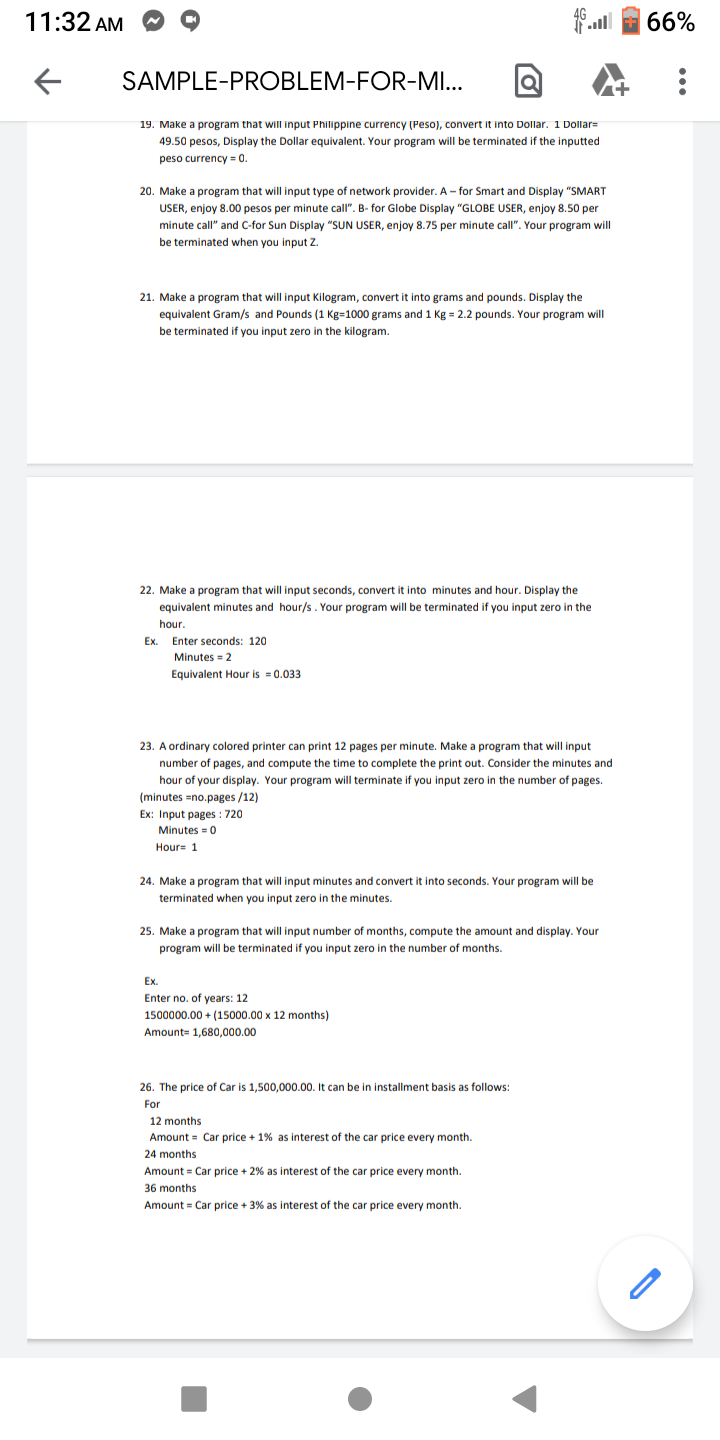 11:32 AM
4G
66%
SAMPLE-PROBLEM-FOR-MI...
19. Make a program that will input Philippine currency (Peso), convert it into Dollar. 1 Dollar=
49.50 pesos, Display the Dollar equivalent. Your program will be terminated if the inputted
peso currency = 0.
20. Make a program that will input type of network provider. A – for Smart and Display "SMART
USER, enjoy 8.00 pesos per minute call". B- for Globe Display "GLOBE USER, enjoy 8.50 per
minute call" and C-for Sun Display "SUN USER, enjoy 8.75 per minute call". Your program will
be terminated when you input Z.
21. Make a program that will input Kilogram, convert it into grams and pounds. Display the
equivalent Gram/s and Pounds (1 Kg=1000 grams and 1 Kg = 2.2 pounds. Your program will
be terminated if you input zero in the kilogram.
22. Make a program that will input seconds, convert it into minutes and hour. Display the
equivalent minutes and hour/s . Your program will be terminated if you input zero in the
hour.
Ex. Enter seconds: 120
Minutes = 2
Equivalent Hour is = 0.033
23. A ordinary colored printer can print 12 pages per minute. Make a program that will input
number of pages, and compute the time to complete the print out. Consider the minutes and
hour of your display. Your program will terminate if you input zero in the number of pages.
(minutes =no.pages /12)
Ex: Input pages : 720
Minutes = 0
Hour= 1
24. Make a program that will input minutes and convert it into seconds. Your program will be
terminated when you input zero in the minutes.
25. Make a program that will input number of months, compute the amount and display. Your
program will be terminated if you input zero in the number of months.
Ex.
Enter no. of years: 12
1500000.00 + (15000.00 x 12 months)
Amount= 1,680,000.00
26. The price of Car is 1,500,000.00. It can be in installment basis as follows:
For
12 months
Amount = Car price + 1% as interest of the car price every month.
24 months
Amount = Car price + 2% as interest of the car price every month.
36 months
Amount = Car price + 3% as interest of the car price every month.